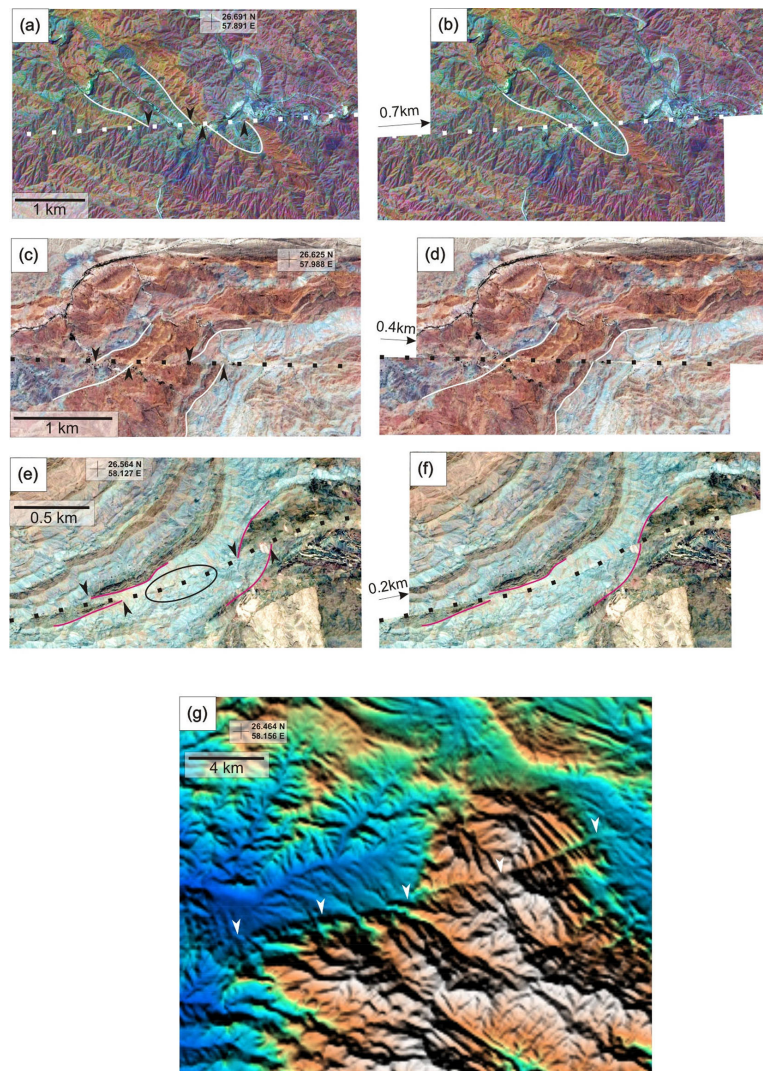 (a)
26.691 N
57.891 E
1 km
(b)
0.7km
(c)
26.625 N
57.988 E
1 km
(d)
0.4km
(e)
26.564 N
58.127 E
0.5 km
(f)
0.2km
(g)
26.464 N
58.156 E
4 km